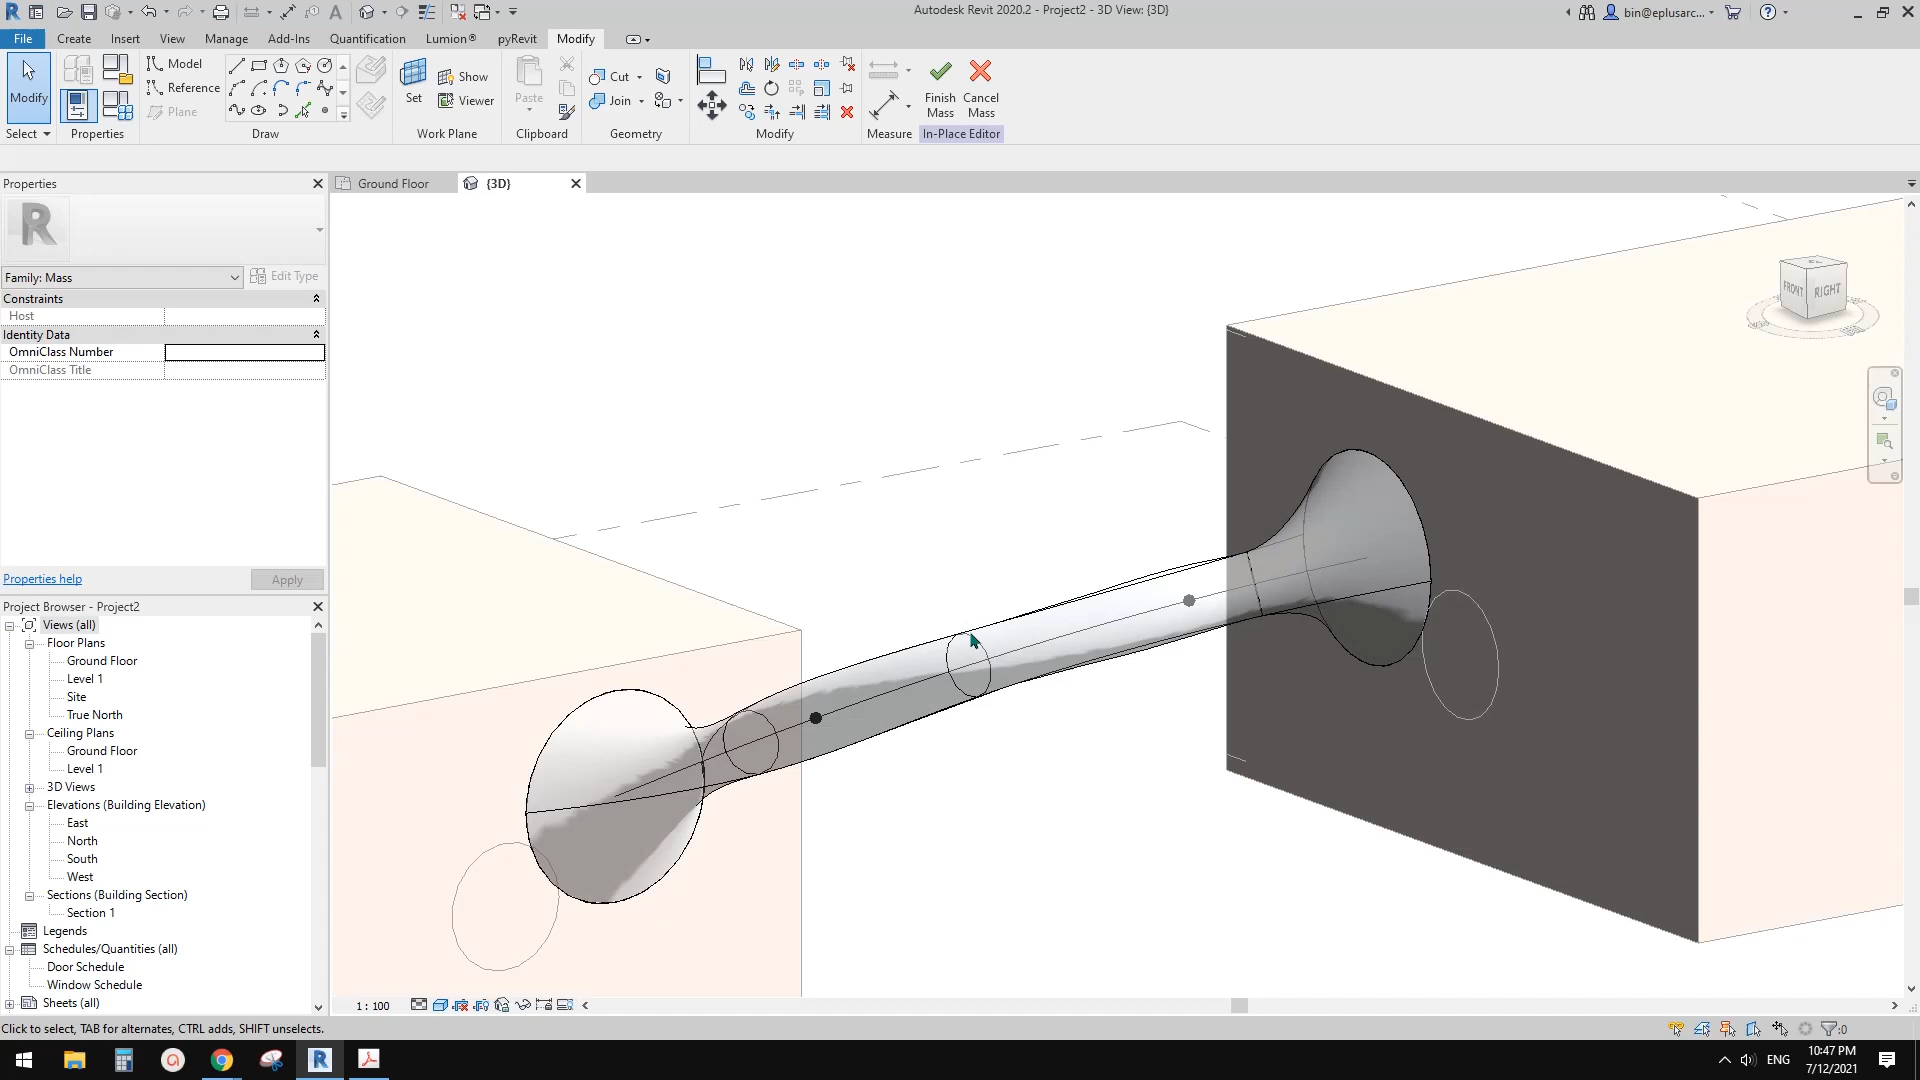 Autodesk Revit 2020.2 - Project2 - 3D View: {3D}
bin@eplusarc...
File
Create
Insert
View
Manage
Add-Ins
Quantification
Lumion®
pyRevit
Modify
Modify
Select
Properties
Model
Reference
Plane
Draw
Set
Show
Viewer
Work Plane
Paste
Clipboard
Cut
Join
Geometry
Modify
Measure
Finish
Mass
Cancel
Mass
In-Place Editor
Properties
R
Family: Mass
Edit Type
Constraints
Host
Identity Data
OmniClass Number
OmniClass Title
Properties help
Apply
Ground Floor
{3D}
FRONT
RIGHT
Project Browser - Project2
Views (all)
Floor Plans
Ground Floor
Level 1
Site
True North
Ceiling Plans
Ground Floor
Level 1
3D Views
Elevations (Building Elevation)
East
North
South
West
Sections (Building Section)
Section 1
Legends
Schedules/Quantities (all)
Door Schedule
Window Schedule
Sheets (all)
1 : 100
Click to select, TAB for alternates, CTRL adds, SHIFT unselects.
:0
ENG
10:47 PM
7/12/2021